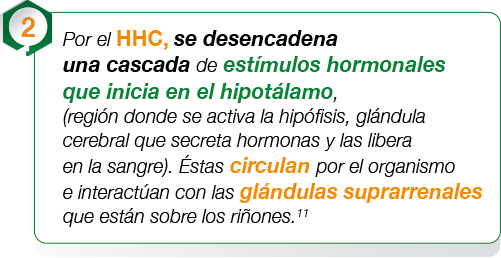 2
Por el HHC, se desencadena
una cascada de estímulos hormonales
que inicia en el hipotálamo,
(región donde se activa la hipófisis, glándula
cerebral que secreta hormonas y las libera
en la sangre). Éstas circulan por el organismo
e interactúan con las glándulas suprarrenales
que están sobre los riñones.¹¹